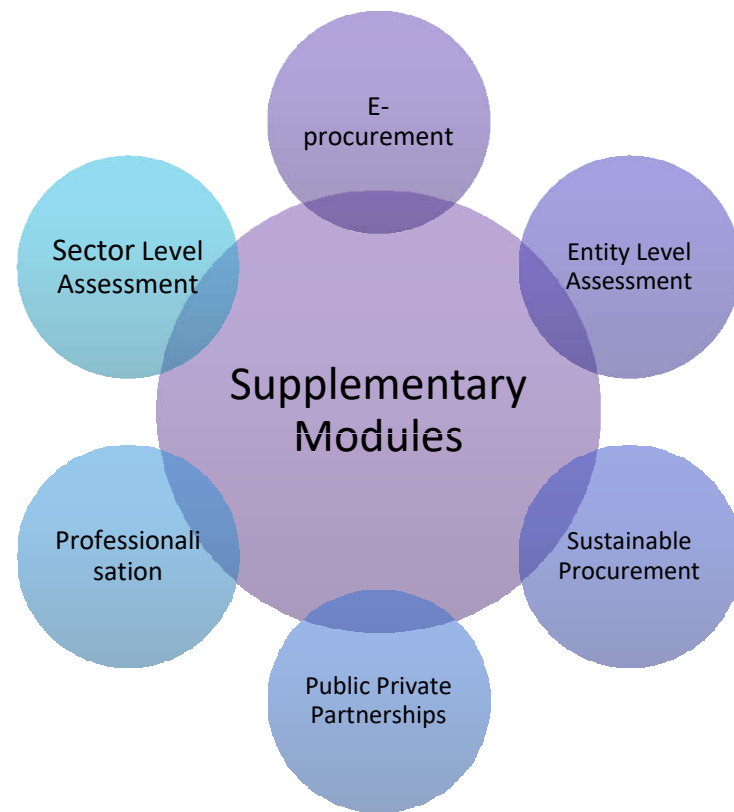 E-
procurement
Sector Level
Assessment
Entity Level
Assessment
Supplementary
Modules
Professionali
sation
Sustainable
Procurement
Public Private
Partnerships